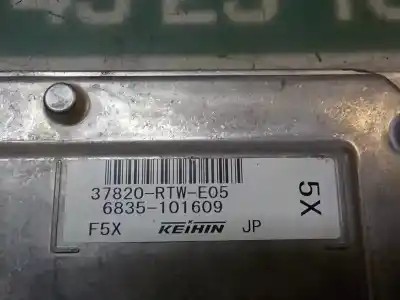 37820-RTW-E05
6835-101609
F5X KEIHIN JP
5X